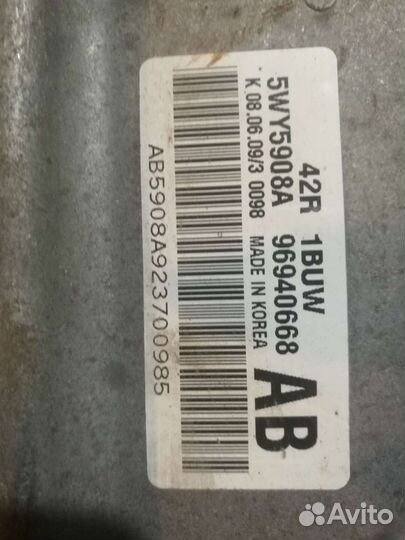 42R 1BUW
5WY5908A 96940668
K 08.06.09/3 0098 MADE IN KOREA
AB
AB5908A923700985
Avito